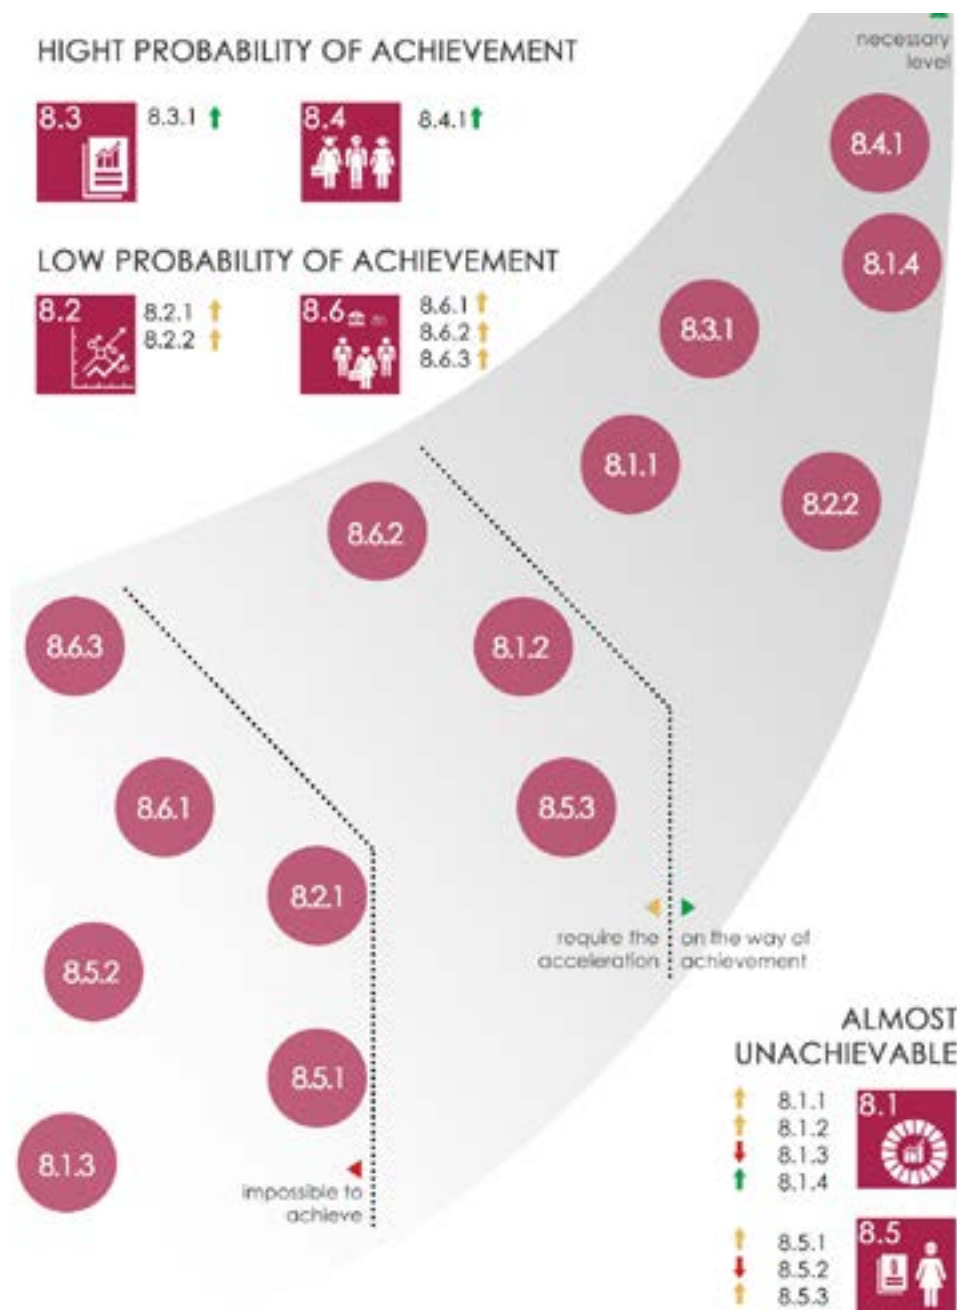 HIGHT PROBABILITY OF ACHIEVEMENT
necessary
level
8.3
8.3.1
8.4
8.4.1
8.4.1
8.1.4
LOW PROBABILITY OF ACHIEVEMENT
8.2
8.2.1
8.2.2
8.6
8.6.1
8.6.2
8.6.3
8.3.1
8.1.1
8.2.2
8.6.2
8.6.3
8.1.2
8.6.1
8.5.3
8.2.1
require the
acceleration
on the way of
achievement
8.5.2
8.5.1
8.1.3
impossible to
achieve
ALMOST
UNACHIEVABLE
8.1.1
8.1.2
8.1.3
8.1.4
8.1
8.5.1
8.5.2
8.5.3
8.5